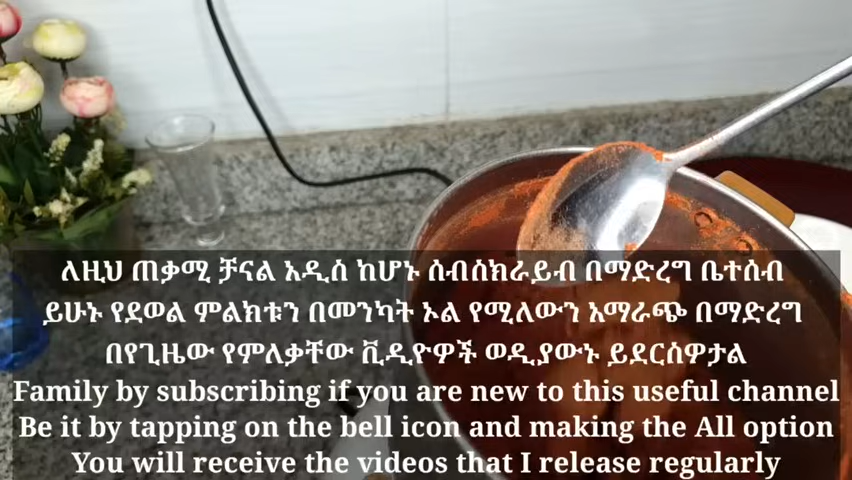 ለዚህ ጠቃሚ ቻናል አዲስ ከሆኑ ሰብስክራይብ በማድረግ ቤተሰብ
ይሁኑ የደወል ምልክቱን በመንካት ኦል የሚለውን አማራጭ በማድረግ
በየጊዜው የምለቃቸው ቪዲዮዎች ወዲያውኑ ይደርስዎታል
Family by subscribing if you are new to this useful channel
Be it by tapping on the bell icon and making the All option
You will receive the videos that I release regularly